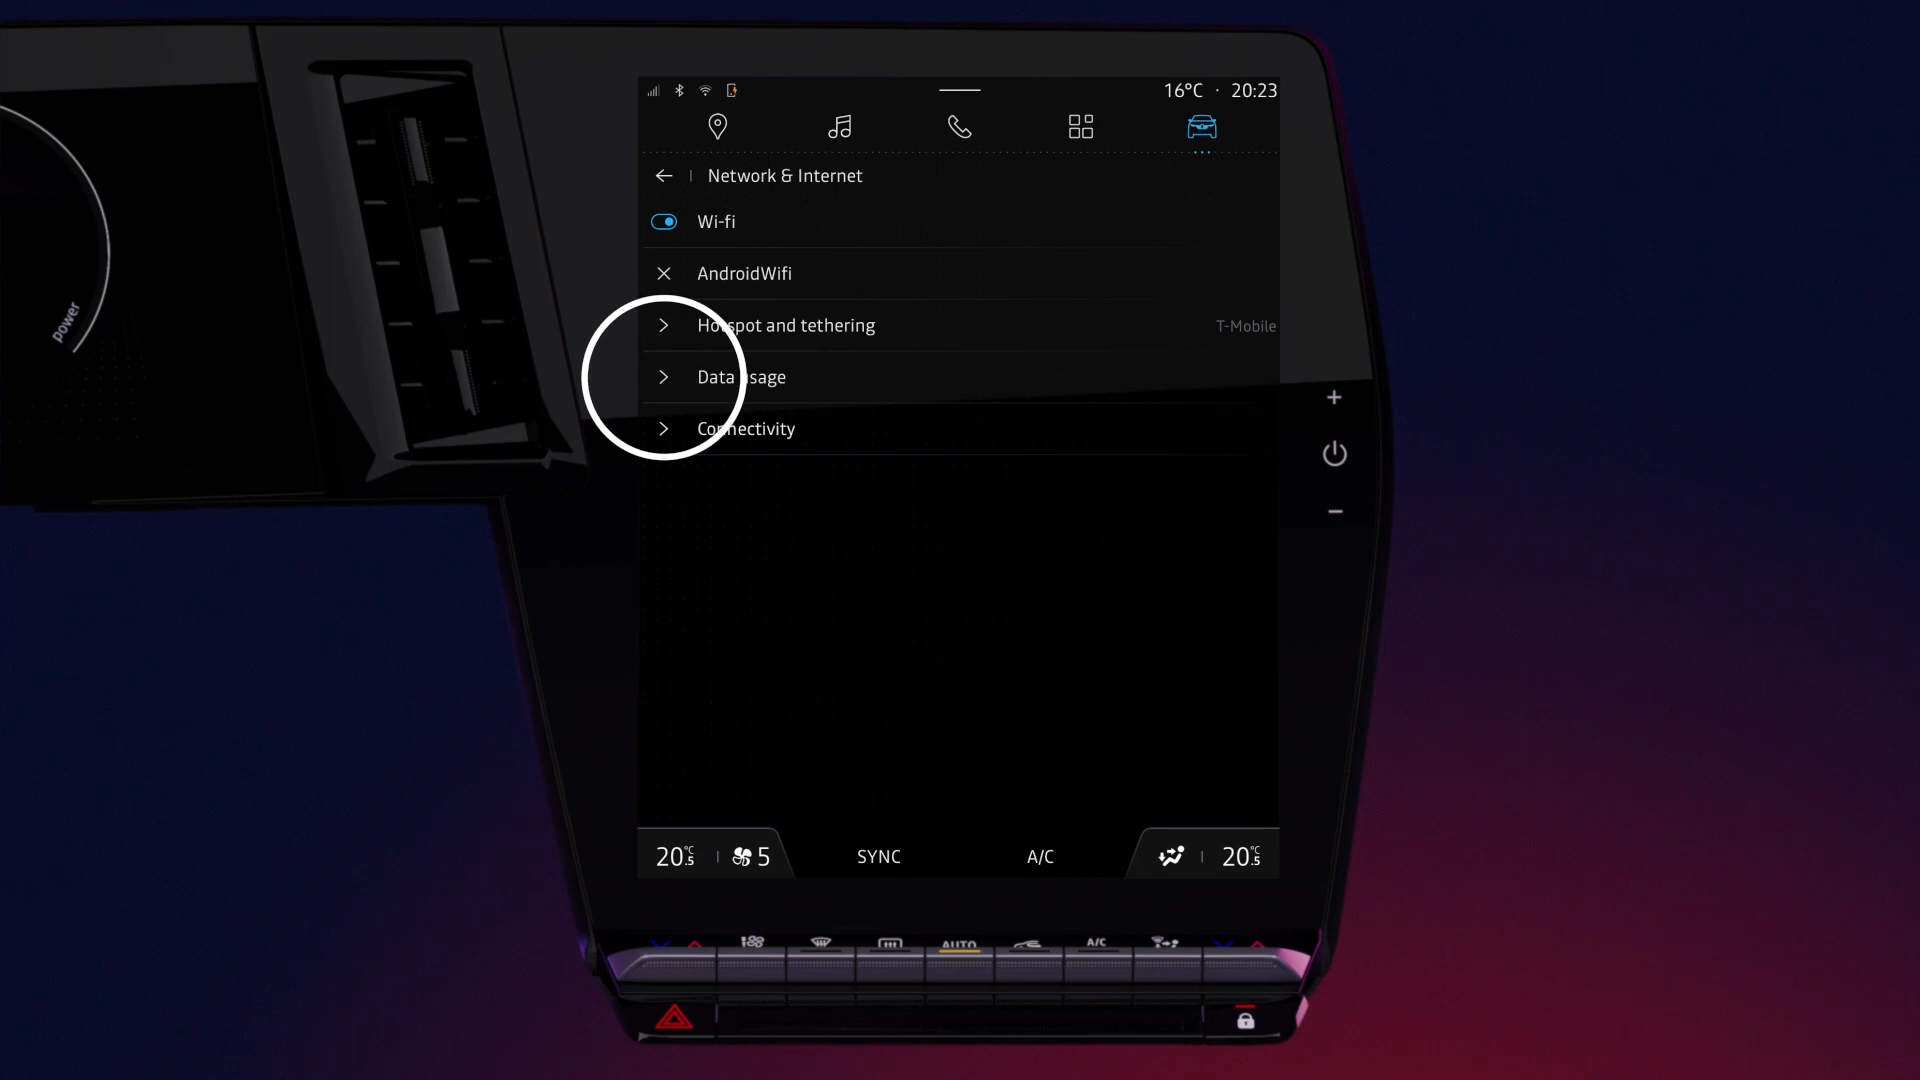 16°C · 20:23
Network & Internet
Wi-fi
AndroidWifi
Hotspot and tethering
T-Mobile
Data usage
Connectivity
power
20.5°C
5
SYNC
A/C
20.5°C
AUTO
A/C